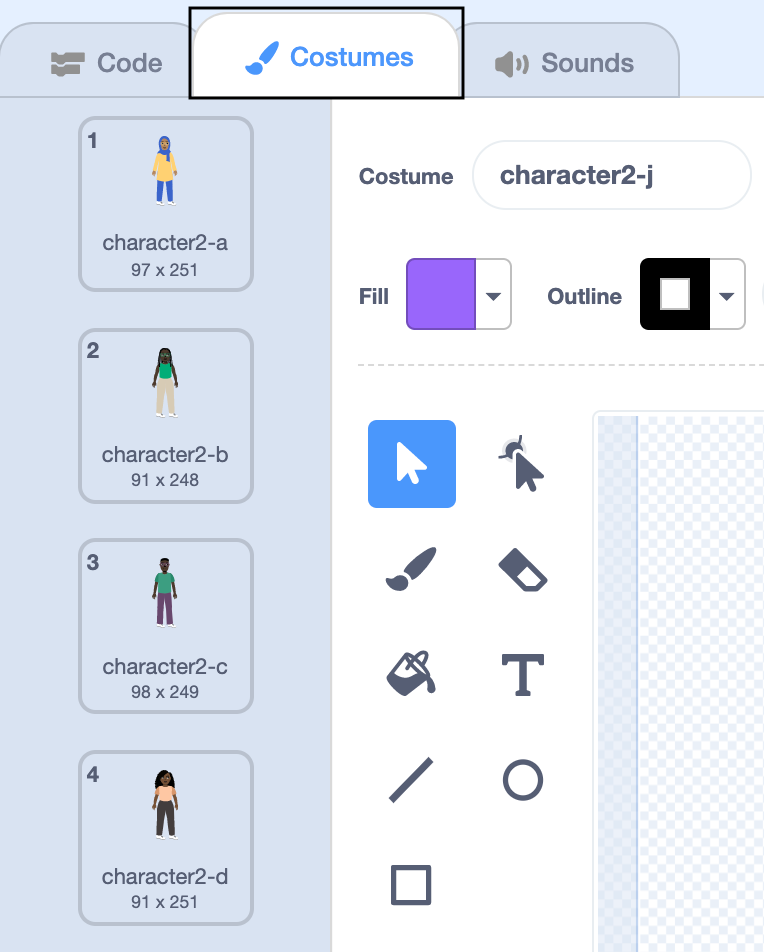 Code
Costumes
Sounds
1
character2-a
97 x 251
2
character2-b
91 x 248
3
character2-c
98 x 249
4
character2-d
91 x 251
Costume
character2-j
Fill
Outline
T